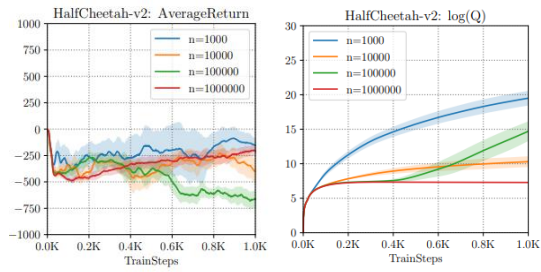 HalfCheetah-v2: AverageReturn
1000
750
500
250
0
−250
−500
−750
−1000
n=1000
n=10000
n=100000
n=1000000
0.0K 0.2K 0.4K 0.6K 0.8K 1.0K
TrainSteps
HalfCheetah-v2: log(Q)
30
25
20
15
10
5
0
n=1000
n=10000
n=100000
n=1000000
0.0K 0.2K 0.4K 0.6K 0.8K 1.0K
TrainSteps